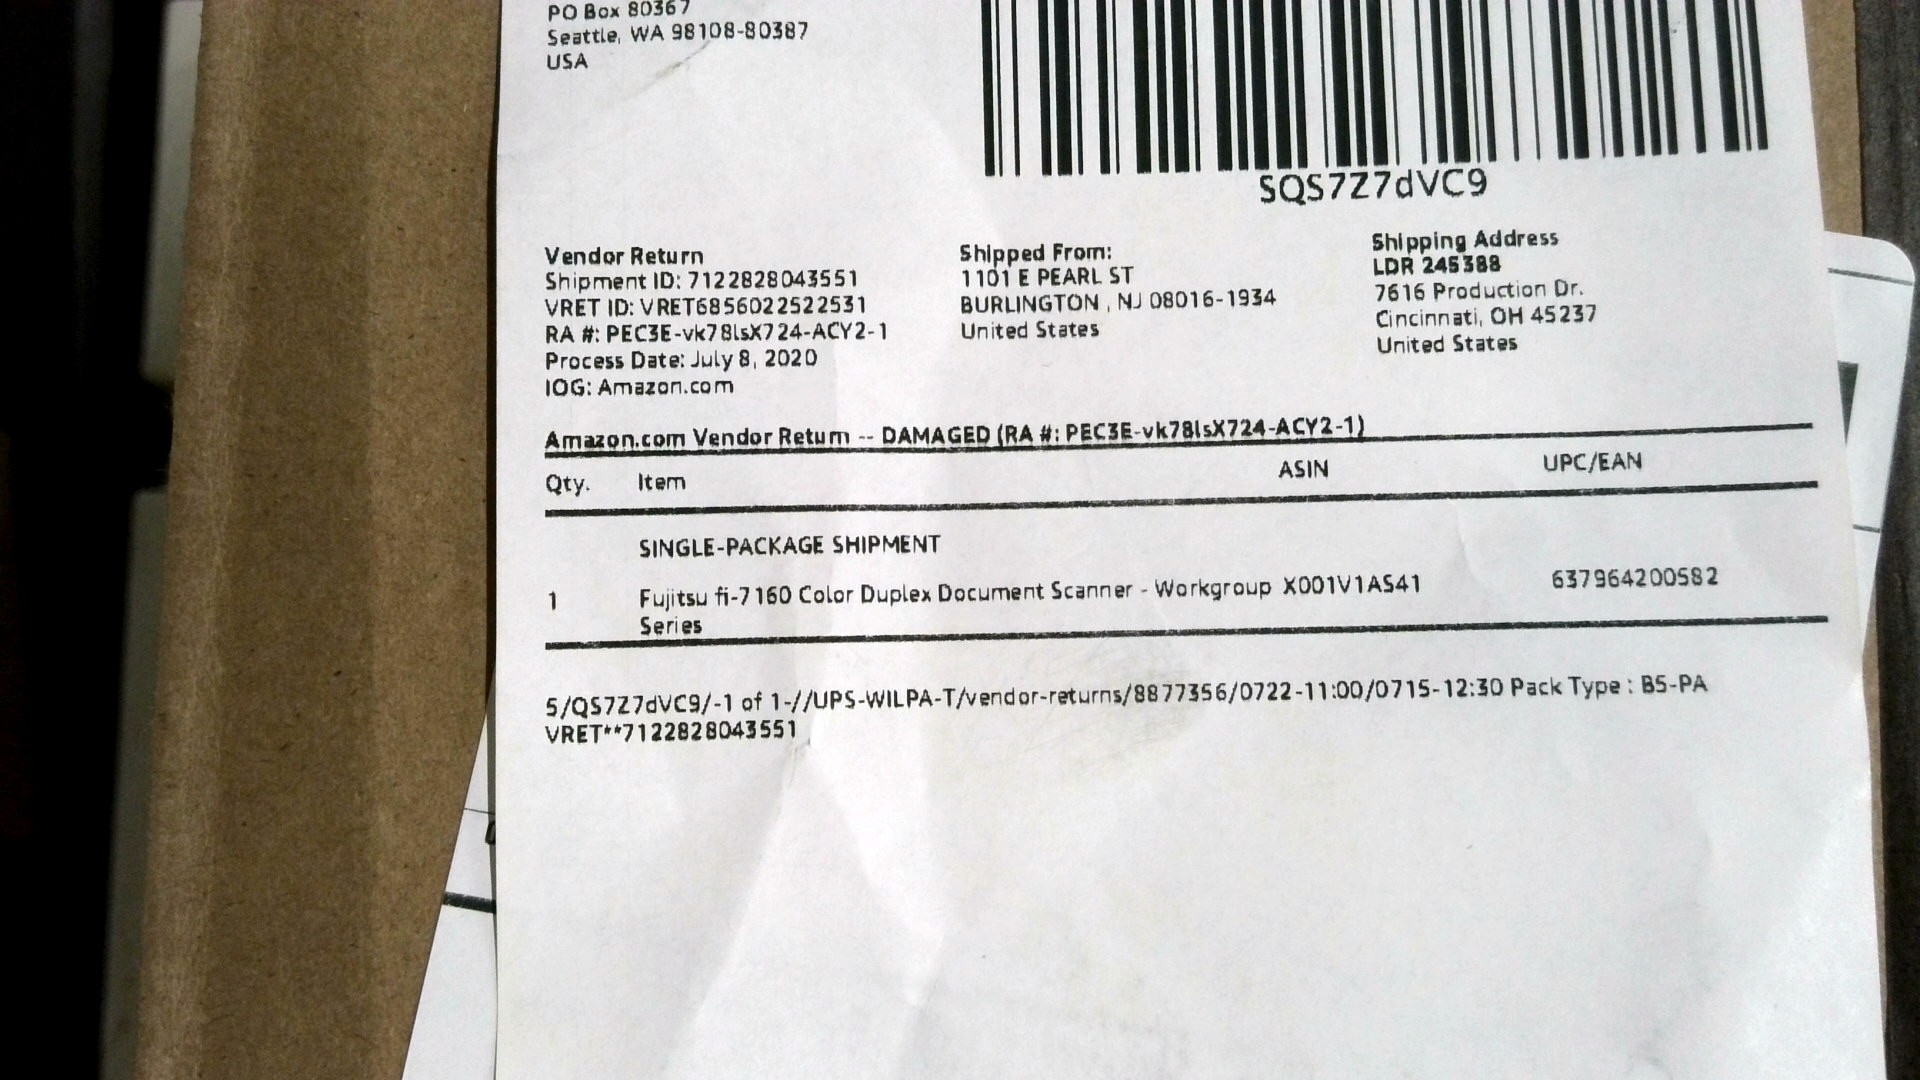 PO Box 80367
Seattle, WA 98108-80387
USA
SQS7Z7dVC9
Vendor Return
Shipment ID: 7122828043551
VRET ID: VRET6856022522531
RA #: PEC3E-vk78lsX724-ACY2-1
Process Date: July 8, 2020
IOG: Amazon.com
Shipped From:
1101 E PEARL ST
BURLINGTON , NJ 08016-1934
United States
Shipping Address
LDR 245388
7616 Production Dr.
Cincinnati, OH 45237
United States
Amazon.com Vendor Return -- DAMAGED (RA #: PEC3E-vk78lsX724-ACY2-1)
Qty. Item ASIN UPC/EAN
SINGLE-PACKAGE SHIPMENT
1 Fujitsu fi-7160 Color Duplex Document Scanner - Workgroup X001V1AS41 637964200582
Series
5/QS7Z7dVC9/-1 of 1-//UPS-WILPA-T/vendor-returns/8877356/0722-11:00/0715-12:30 Pack Type : B5-PA
VRET**7122828043551